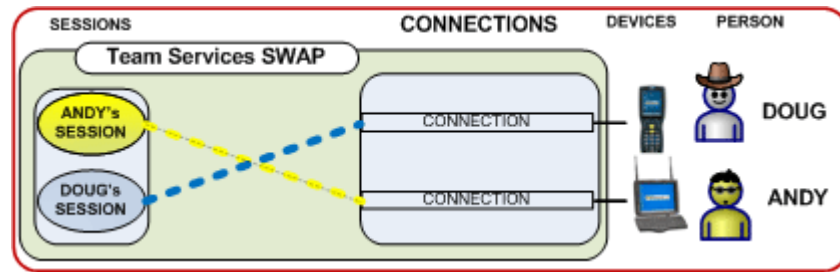 SESSIONS
CONNECTIONS
DEVICES
PERSON
Team Services SWAP
ANDY's
SESSION
CONNECTION
DOUG
DOUG's
SESSION
CONNECTION
ANDY